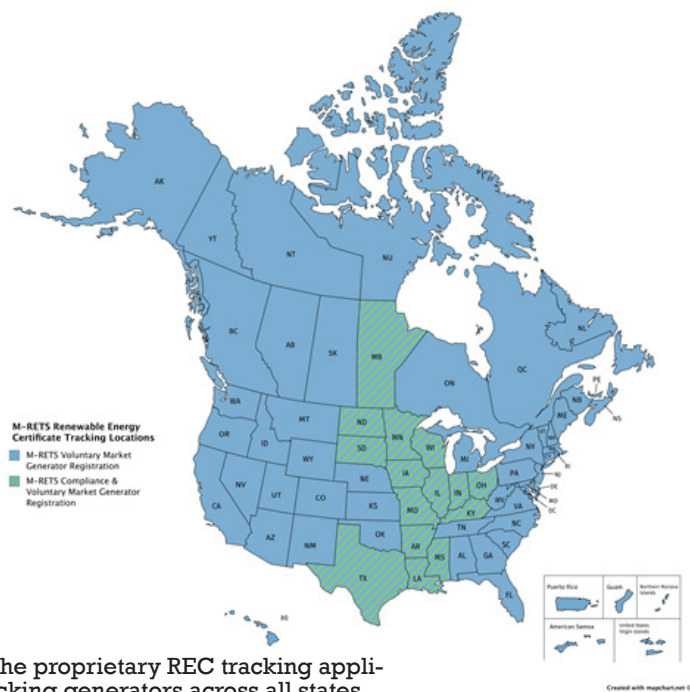 AK
YT
NT
NU
BC
AB
SK
MB
ON
QC
NL
PE
NB
NS
ME
WA
OR
ID
MT
ND
SD
MN
WI
MI
NY
WY
NE
IA
IL
IN
OH
PA
NV
UT
CO
KS
MO
KY
WV
VA
CA
AZ
NM
OK
AR
TN
NC
SC
TX
LA
MS
AL
GA
FL
HI
VT
RI
NJ
DE
MD
DC
M-RETS Renewable Energy
Certificate Tracking Locations
M-RETS Voluntary Market
Generator Registration
M-RETS Compliance &
Voluntary Market Generator
Registration
Puerto Rico
Guam
Northern Mariana
Islands
American Samoa
United States
Virgin Islands
he proprietary REC tracking appli-
cking generators across all states
Created with mapchart.net